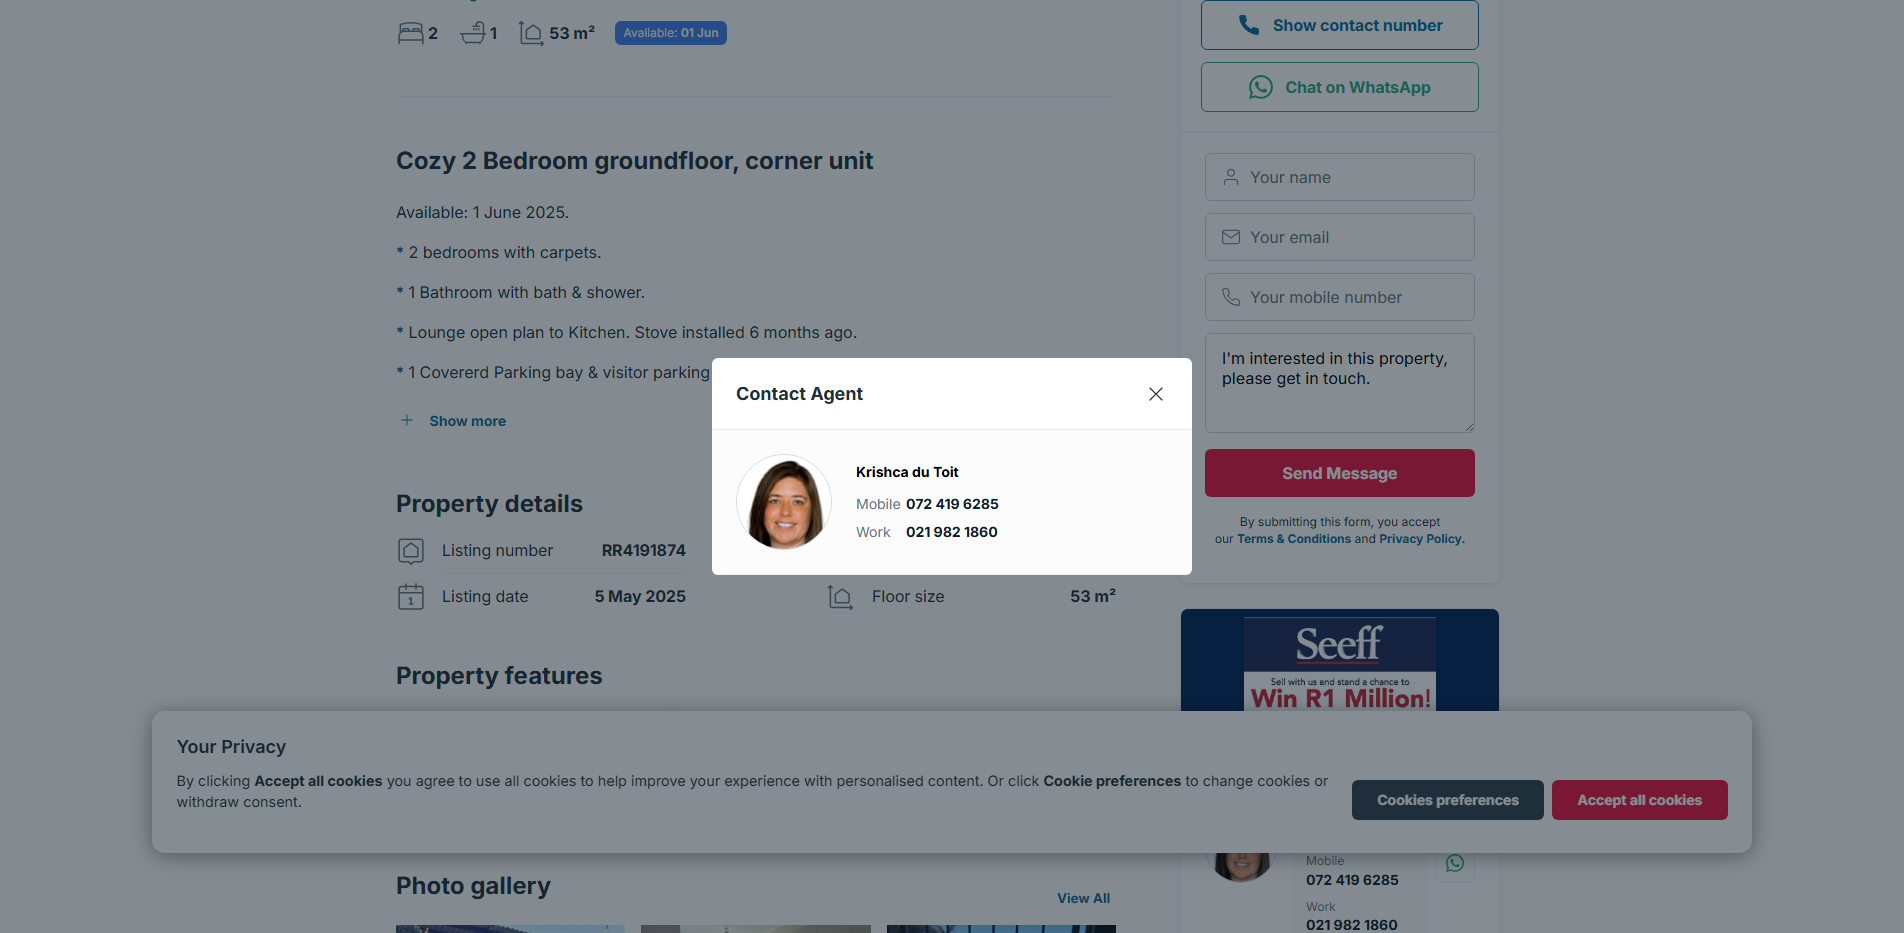 2
1
53 m²
Available: 01 Jun
Cozy 2 Bedroom groundfloor, corner unit
Available: 1 June 2025.
* 2 bedrooms with carpets.
* 1 Bathroom with bath & shower.
* Lounge open plan to Kitchen. Stove installed 6 months ago.
* 1 Covererd Parking bay & visitor parking
Show more
Property details
Listing number RR4191874
Listing date 5 May 2025
Floor size 53 m²
Property features
Contact Agent
Krishca du Toit
Mobile 072 419 6285
Work 021 982 1860
Show contact number
Chat on WhatsApp
Your name
Your email
Your mobile number
I'm interested in this property,
please get in touch.
Send Message
By submitting this form, you accept
our Terms & Conditions and Privacy Policy.
Seeff
Sell with us and stand a chance to
Win R1 Million!
Your Privacy
By clicking Accept all cookies you agree to use all cookies to help improve your experience with personalised content. Or click Cookie preferences to change cookies or
withdraw consent.
Cookies preferences
Accept all cookies
Photo gallery
View All
Mobile
072 419 6285
Work
021 982 1860